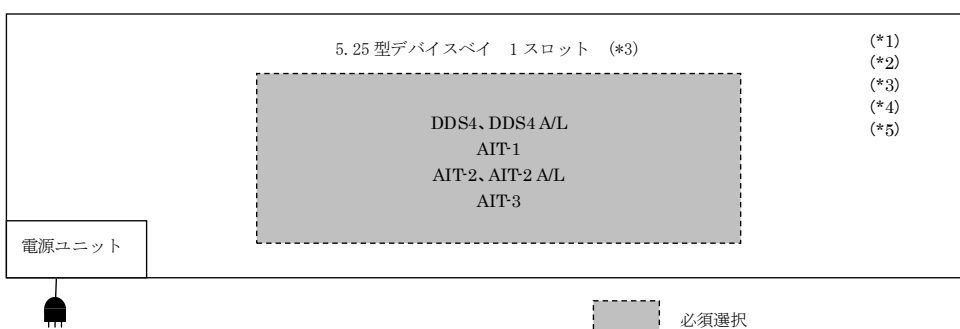 5.25型デバイスベイ　1スロット　(*3)
DDS4、DDS4 A/L
AIT-1
AIT-2、AIT-2 A/L
AIT-3
(*1)
(*2)
(*3)
(*4)
(*5)
電源ユニット
必須選択